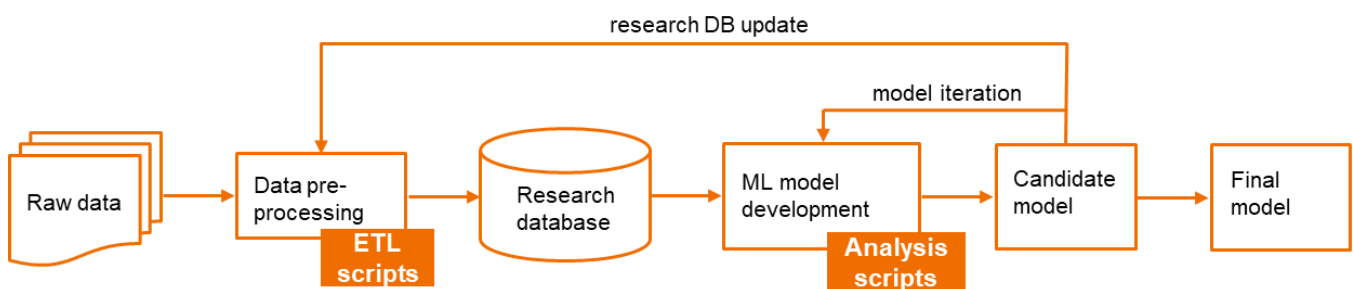 research DB update
model iteration
Raw data
Data pre-
processing
ETL
scripts
Research
database
ML model
development
Analysis
scripts
Candidate
model
Final
model